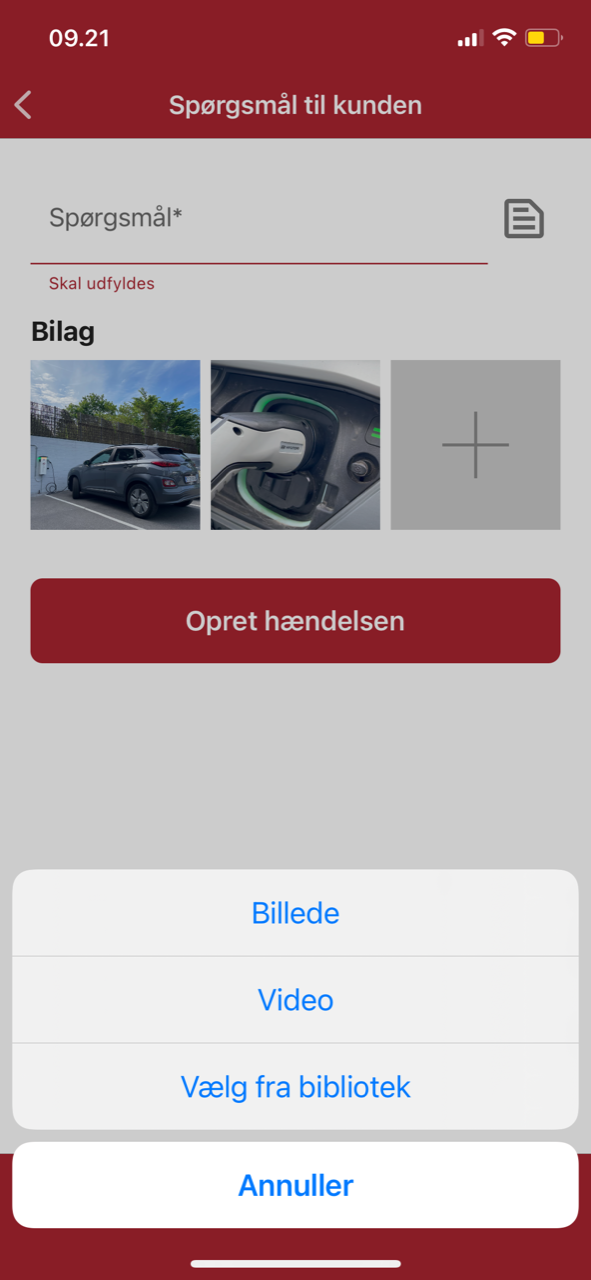 09.21
Spørgsmål til kunden
Spørgsmål*
Skal udfyldes
Bilag
Opret hændelsen
Billede
Video
Vælg fra bibliotek
Annuller